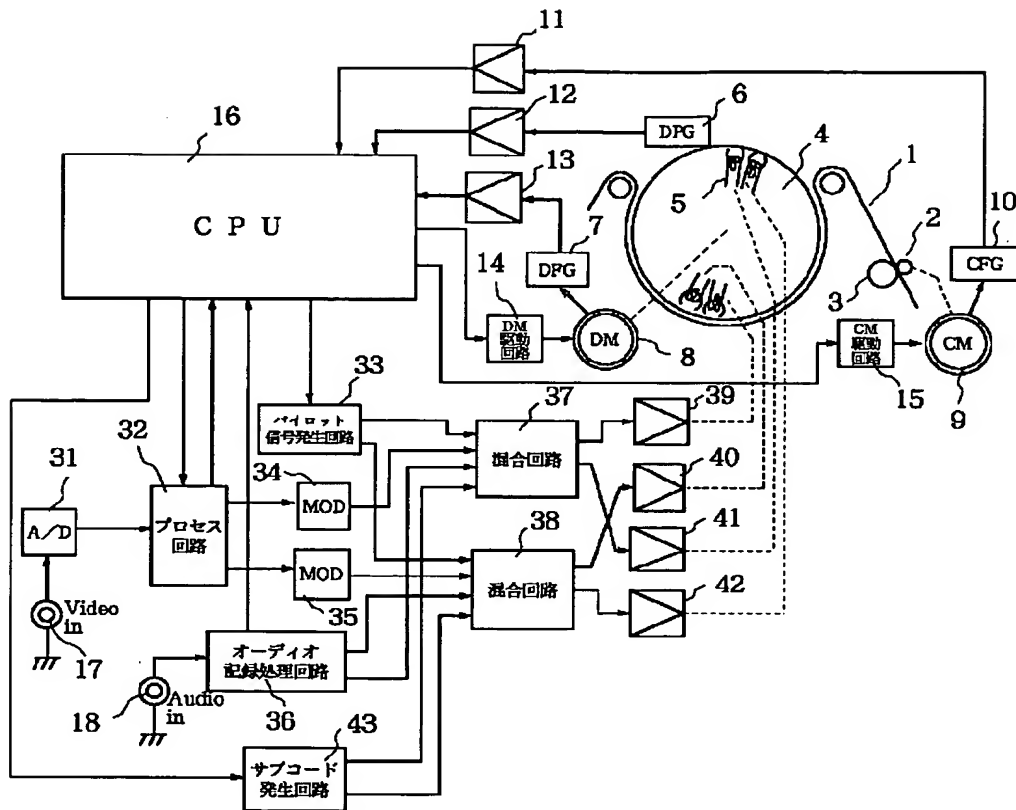 11
12
6
4
16
DPG
13
1
5
CPU
10
7
2
14
DPG
CFG
3
DM
駆動
回路
DM
CM
駆動
回路
CM
8
33
15
9
37
39
パイロット
信号発生回路
32
34
混合回路
40
31
MOD
A/D
プロセス
回路
38
41
MOD
混合回路
42
Video
in
35
17
オーディオ
記録処理回路
Audio
in
18
36
43
サブコード
発生回路